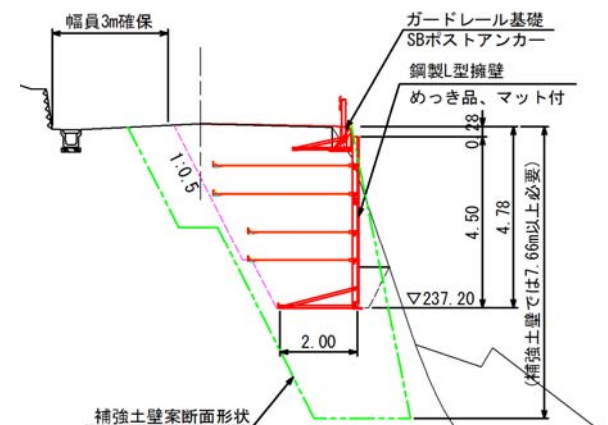 幅員3m確保
ガードレール基礎
SBポストアンカー
鋼製L型擁壁
めっき品、マット付
1:0.5
0.28
4.50
4.78
(補強土壁では7.66m以上必要)
▽237.20
2.00
補強土壁案断面形状